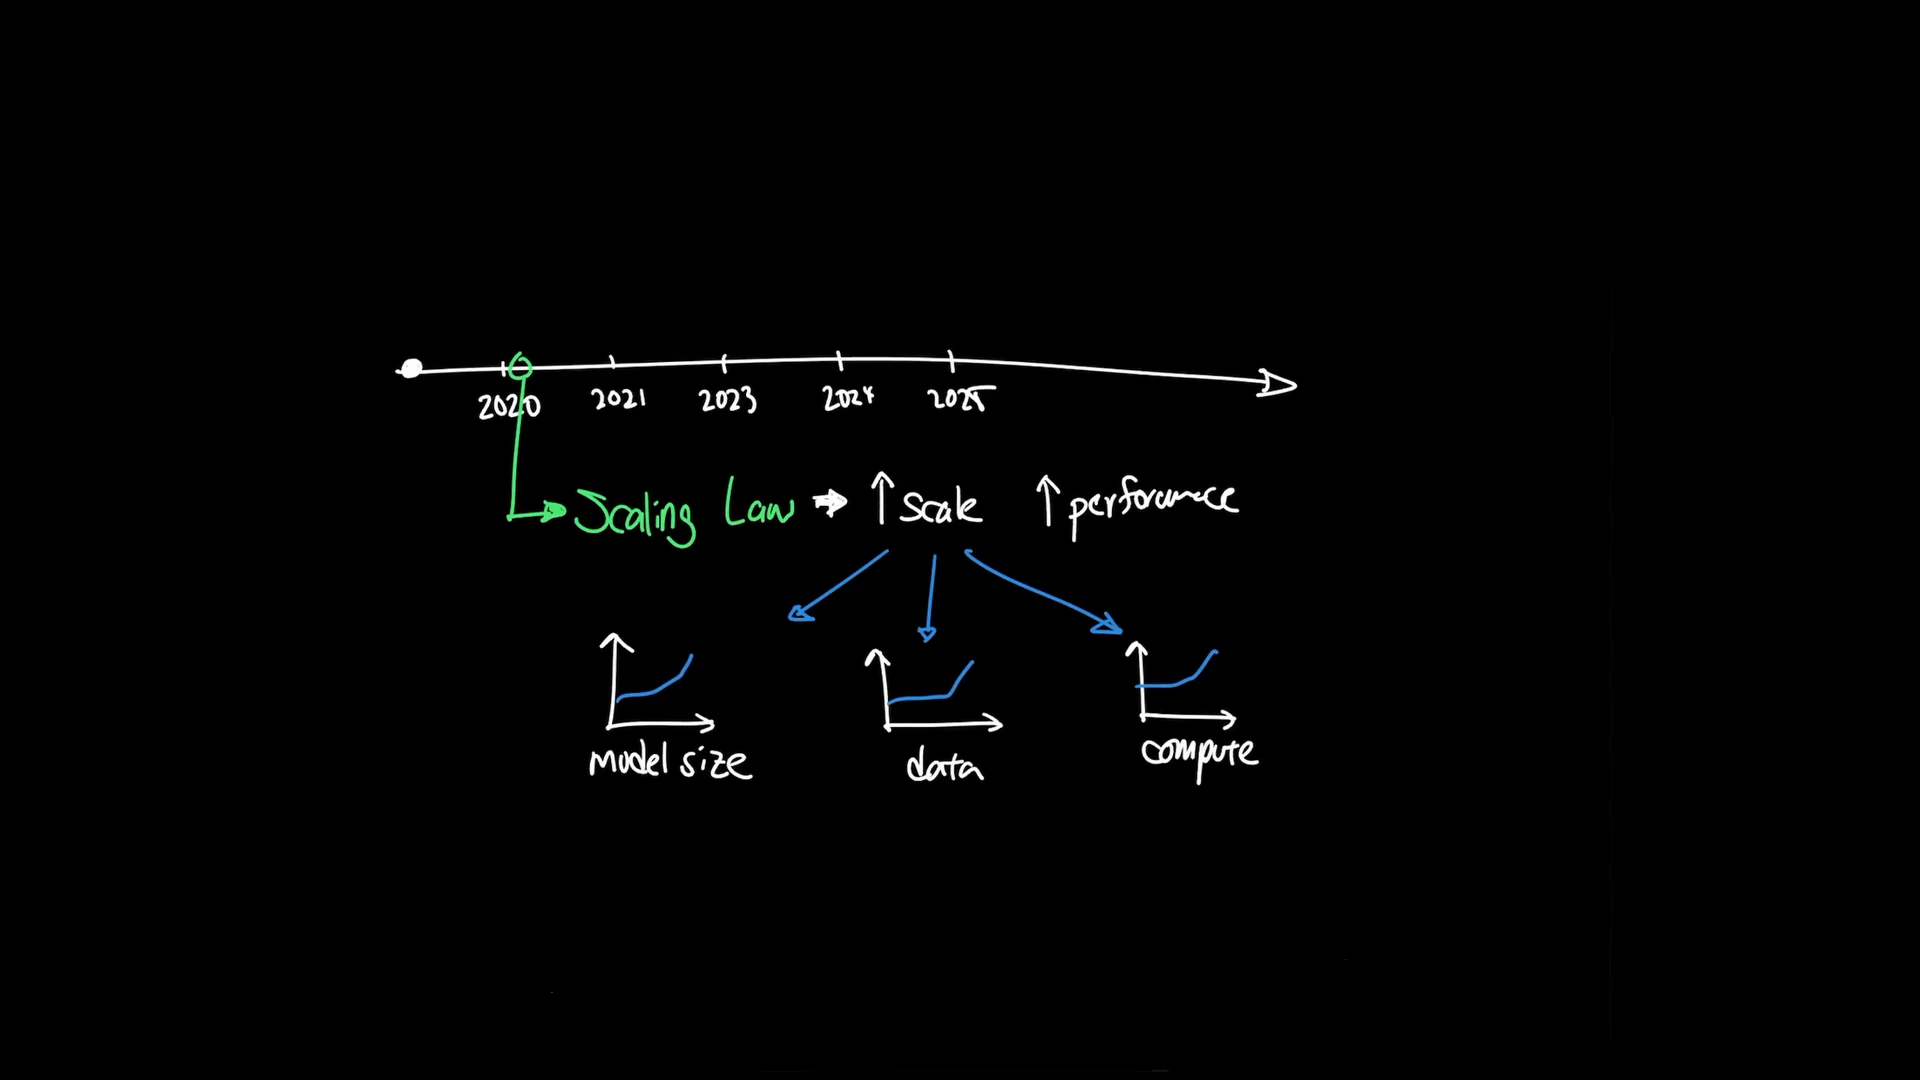 2020 2021 2023 2024 2025
Scaling Law → ↑ scale ↑ performance
model size data compute